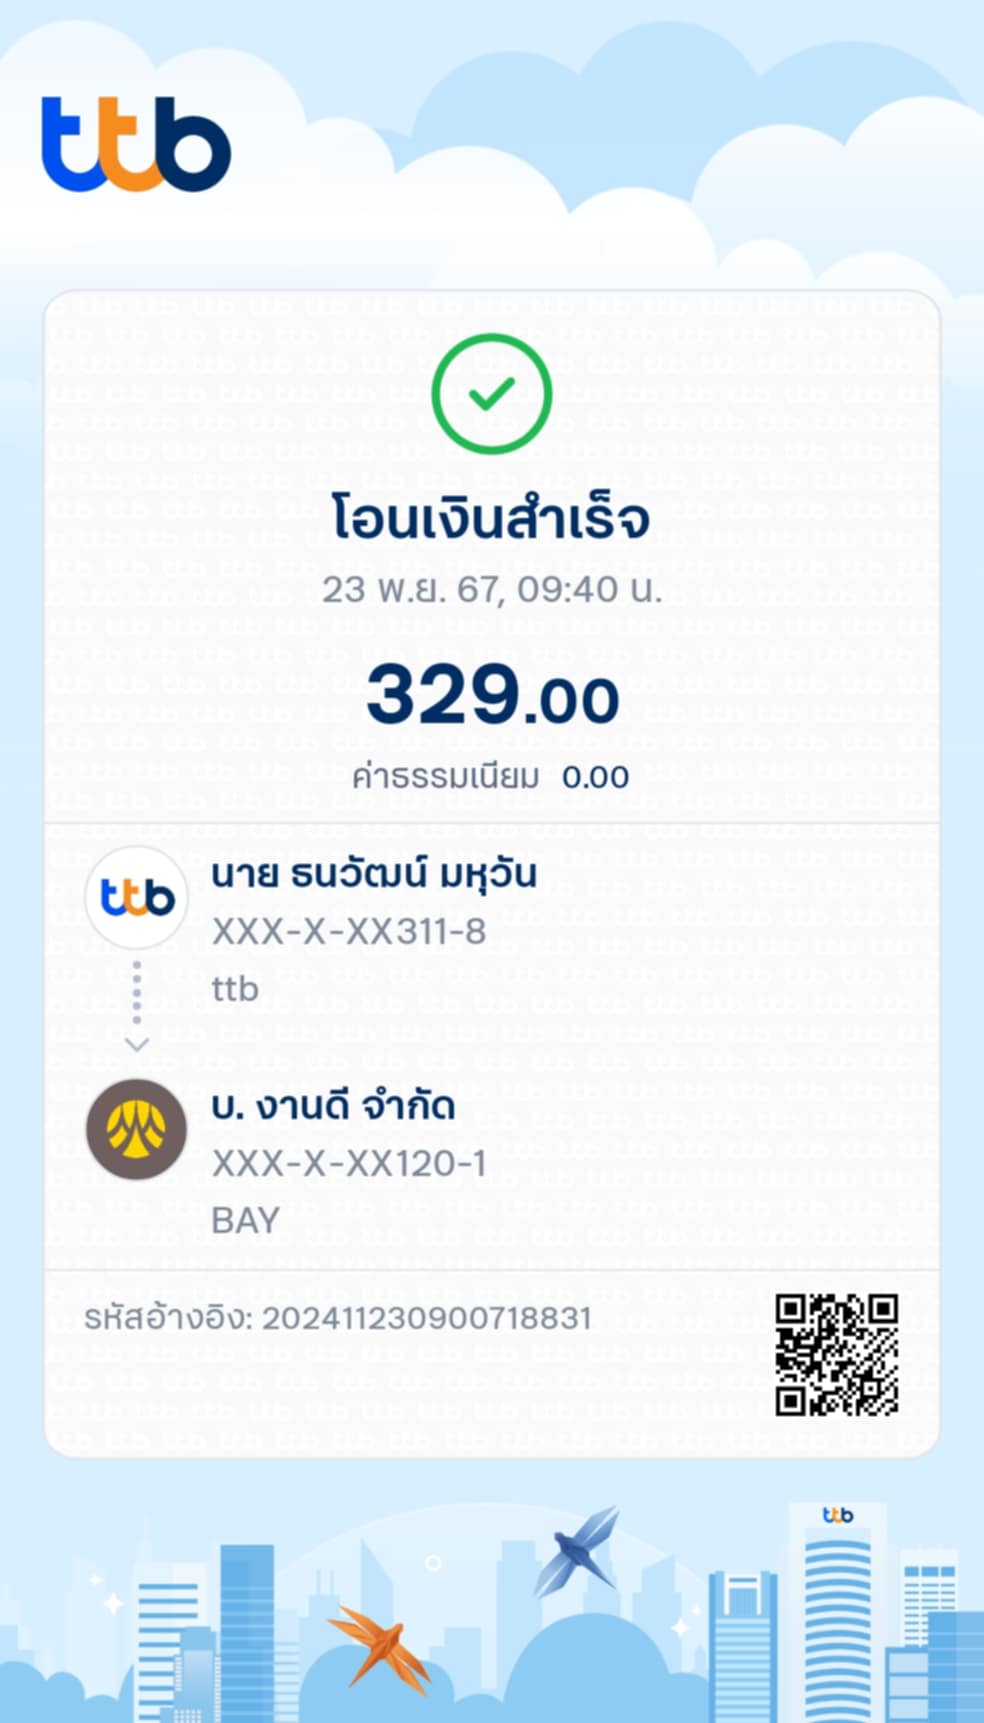 ttb
โอนเงินสำเร็จ
23 พ.ย. 67, 09:40 น.
329.00
ค่าธรรมเนียม 0.00
ttb
นาย ธนวัฒน์ มหุวัน
XXX-X-XX311-8
ttb
บ. งานดี จำกัด
XXX-X-XX120-1
BAY
รหัสอ้างอิง: 202411230900718831
ttb